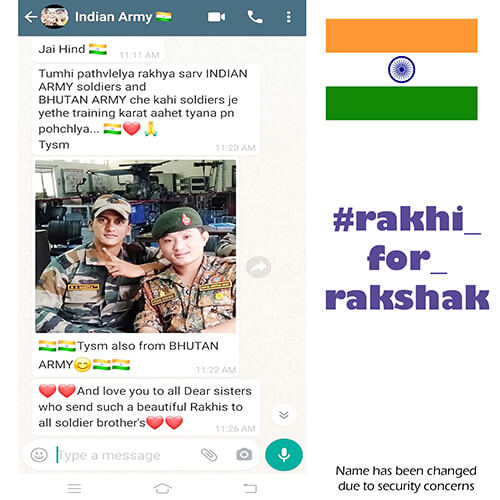 Indian Army 🇮🇳
Jai Hind 🇮🇳
11:11 AM
Tumhi pathvlelya rakhya sarv INDIAN
ARMY soldiers and
BHUTAN ARMY che kahi soldiers je
yethe training karat aahet tyana pn
pohchlya... 🇮🇳❤️🙏
Tysm
11:20 AM
🇮🇳🇮🇳Tysm also from BHUTAN
ARMY😊🇮🇳🇮🇳
11:22 AM
❤️❤️And love you to all Dear sisters
who send such a beautiful Rakhis to
all soldier brother's❤️❤️
11:26 AM
Type a message
#rakhi_
for_
rakshak
Name has been changed
due to security concerns